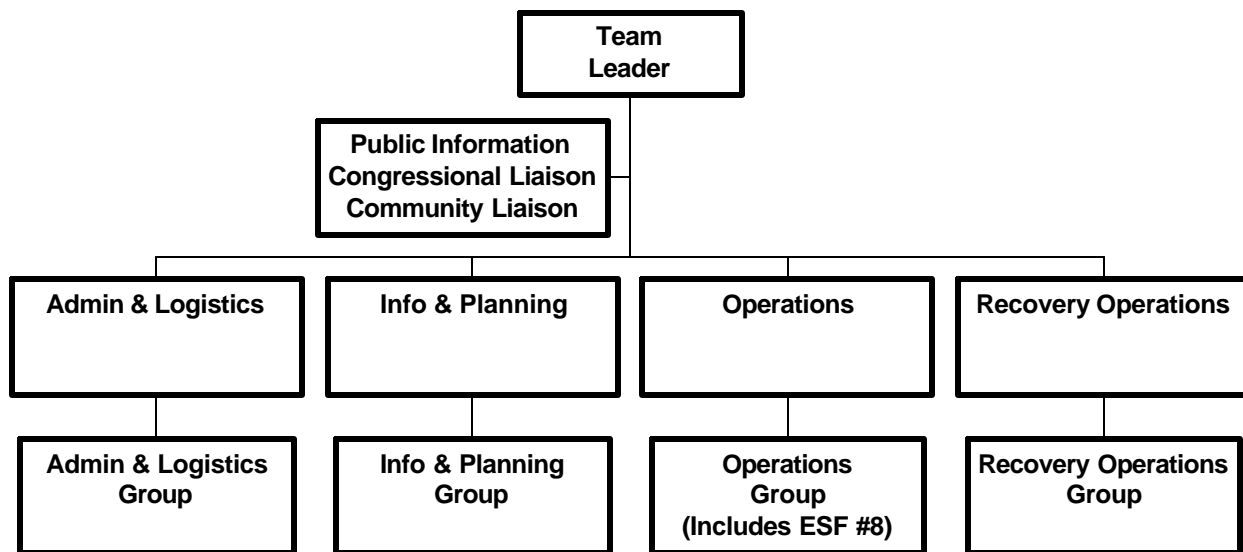 Team
Leader
Public Information
Congressional Liaison
Community Liaison
Admin & Logistics
Info & Planning
Operations
Recovery Operations
Admin & Logistics
Group
Info & Planning
Group
Operations
Group
(Includes ESF #8)
Recovery Operations
Group